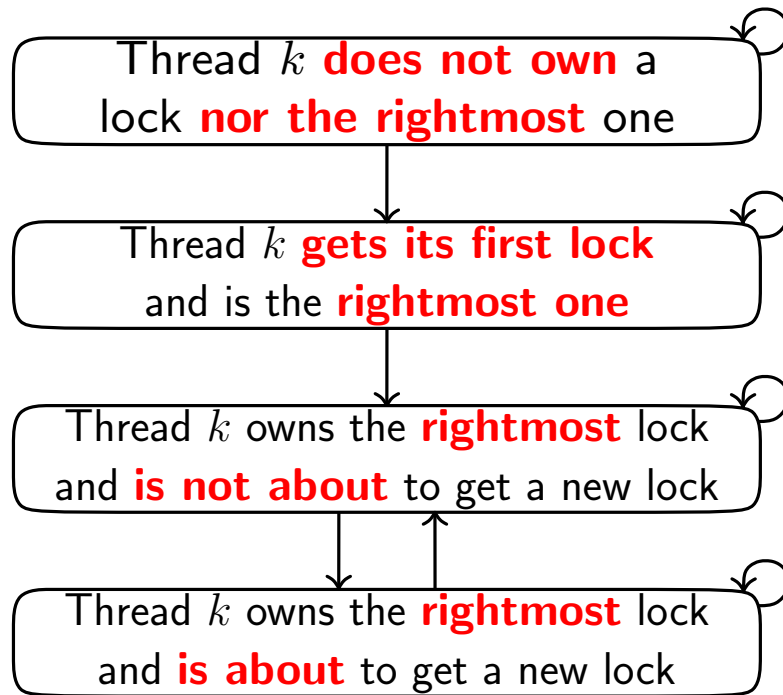 Thread k does not own a
lock nor the rightmost one
Thread k gets its first lock
and is the rightmost one
Thread k owns the rightmost lock
and is not about to get a new lock
Thread k owns the rightmost lock
and is about to get a new lock